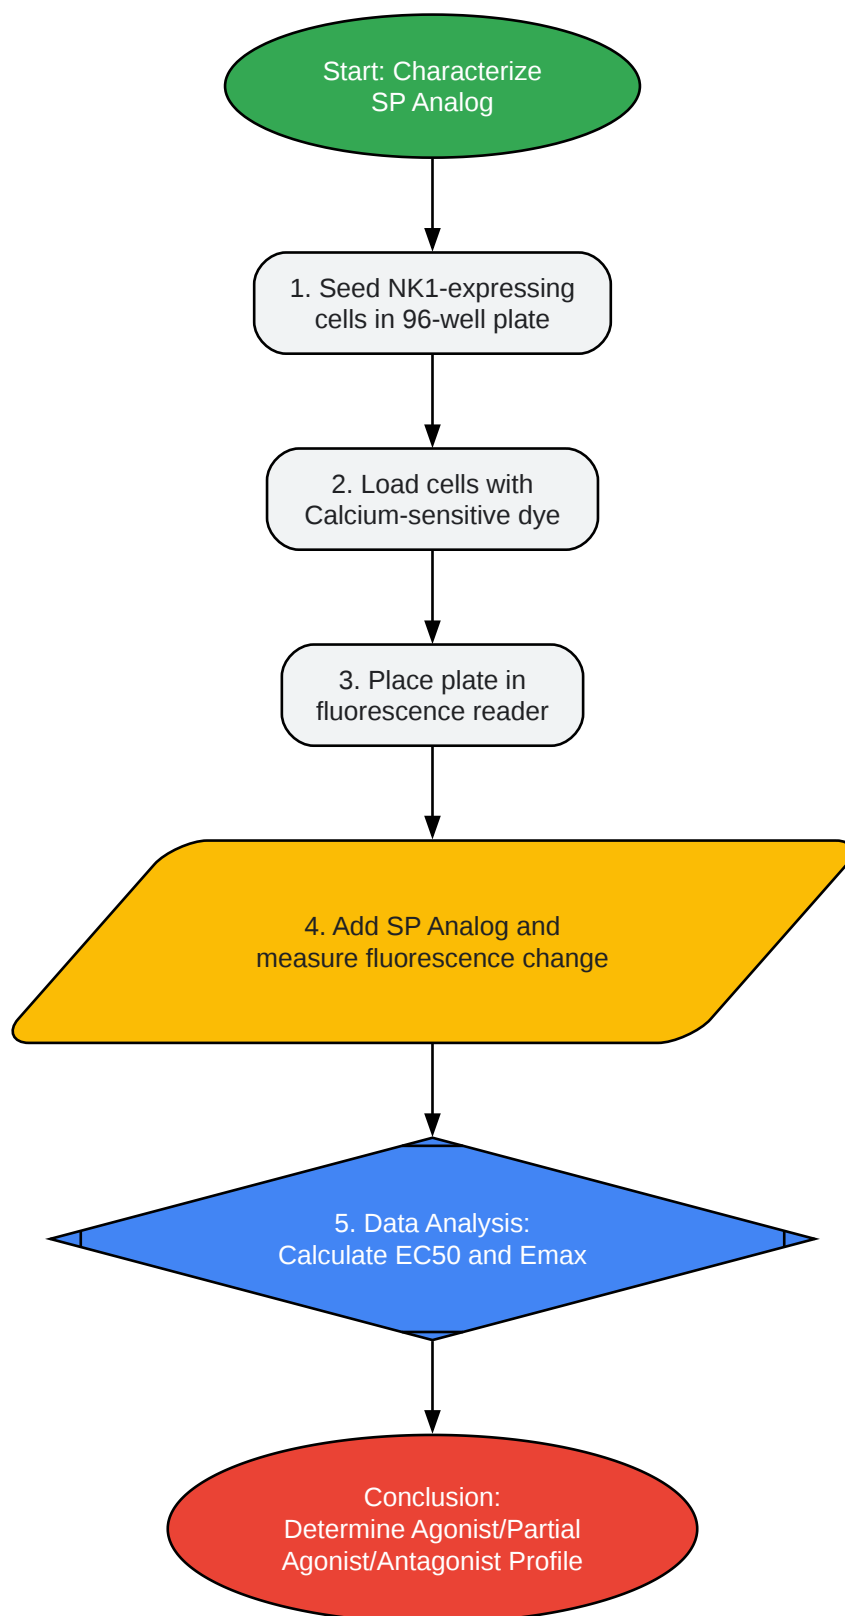 Start: Characterize
SP Analog
1. Seed NK1-expressing
cells in 96-well plate
2. Load cells with
Calcium-sensitive dye
3. Place plate in
fluorescence reader
4. Add SP Analog and
measure fluorescence change
5. Data Analysis:
Calculate EC50 and Emax
Conclusion:
Determine Agonist/Partial
Agonist/Antagonist Profile